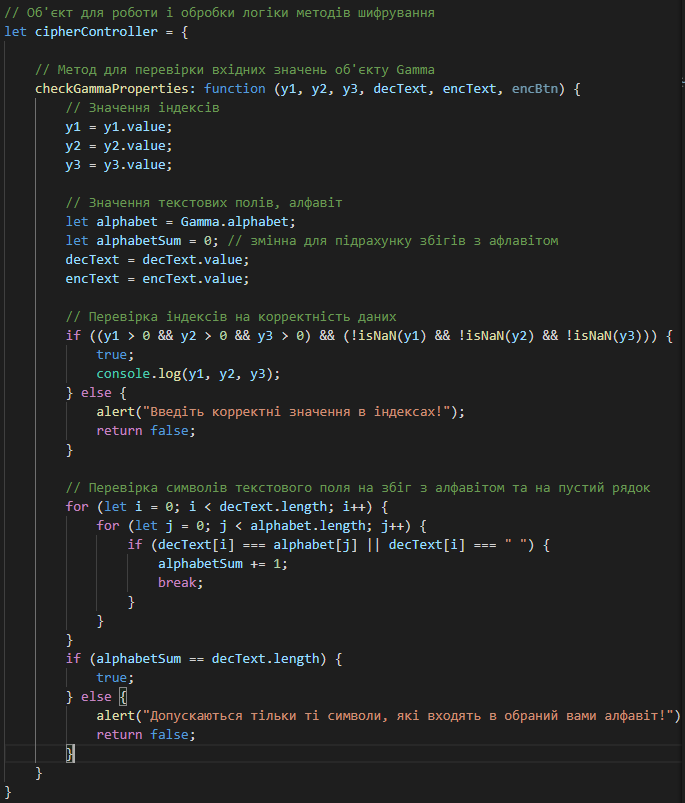 // Об'єкт для роботи і обробки логіки методів шифрування
let cipherController = {
// Метод для перевірки вхідних значень об'єкту Gamma
checkGammaProperties: function (y1, y2, y3, decText, encText, encBtn) {
// Значення індексів
y1 = y1.value;
y2 = y2.value;
y3 = y3.value;
// Значення текстових полів, алфавіт
let alphabet = Gamma.alphabet;
let alphabetSum = 0; // змінна для підрахунку збігів з афлавітом
decText = decText.value;
encText = encText.value;
// Перевірка індексів на корректність даних
if ((y1 > 0 && y2 > 0 && y3 > 0) && (!isNaN(y1) && !isNaN(y2) && !isNaN(y3))) {
true;
console.log(y1, y2, y3);
} else {
alert("Введіть корректні значення в індексах!");
return false;
}
// Перевірка символів текстового поля на збіг з алфавітом та на пустий рядок
for (let i = 0; i < decText.length; i++) {
for (let j = 0; j < alphabet.length; j++) {
if (decText[i] === alphabet[j] || decText[i] === " ") {
alphabetSum += 1;
break;
}
}
}
if (alphabetSum == decText.length) {
true;
} else {
alert("Допускаються тільки ті символи, які входять в обраний вами алфавіт!")
return false;
}
}
}